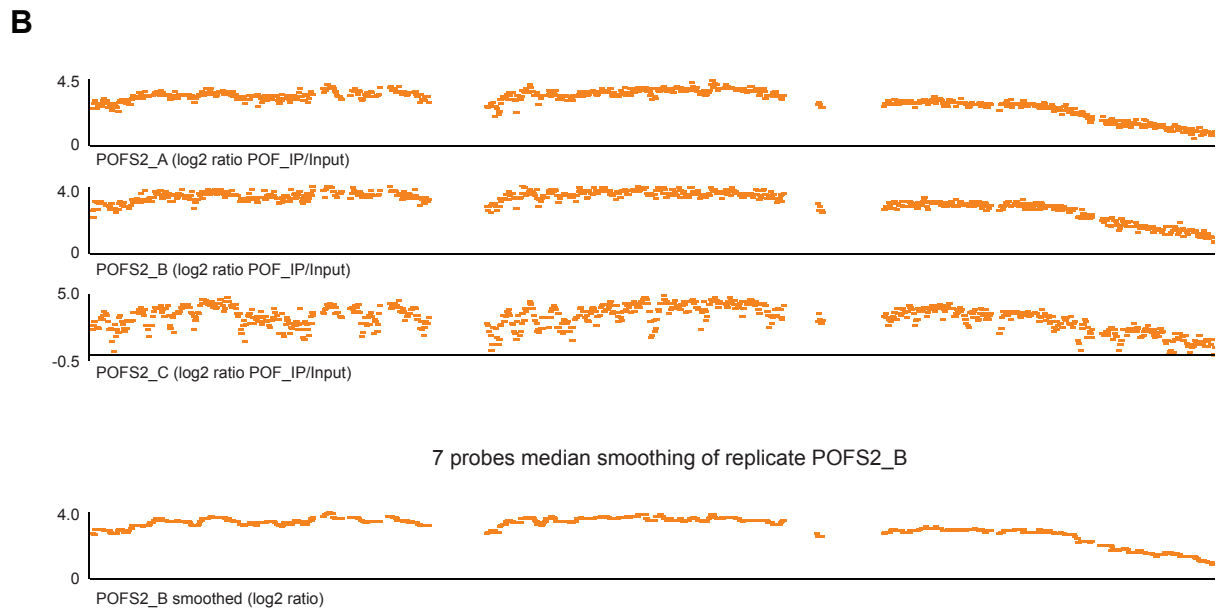 B
4.5
0
POFS2_A (log2 ratio POF_IP/Input)
4.0
0
POFS2_B (log2 ratio POF_IP/Input)
5.0
-0.5
POFS2_C (log2 ratio POF_IP/Input)
7 probes median smoothing of replicate POFS2_B
4.0
0
POFS2_B smoothed (log2 ratio)